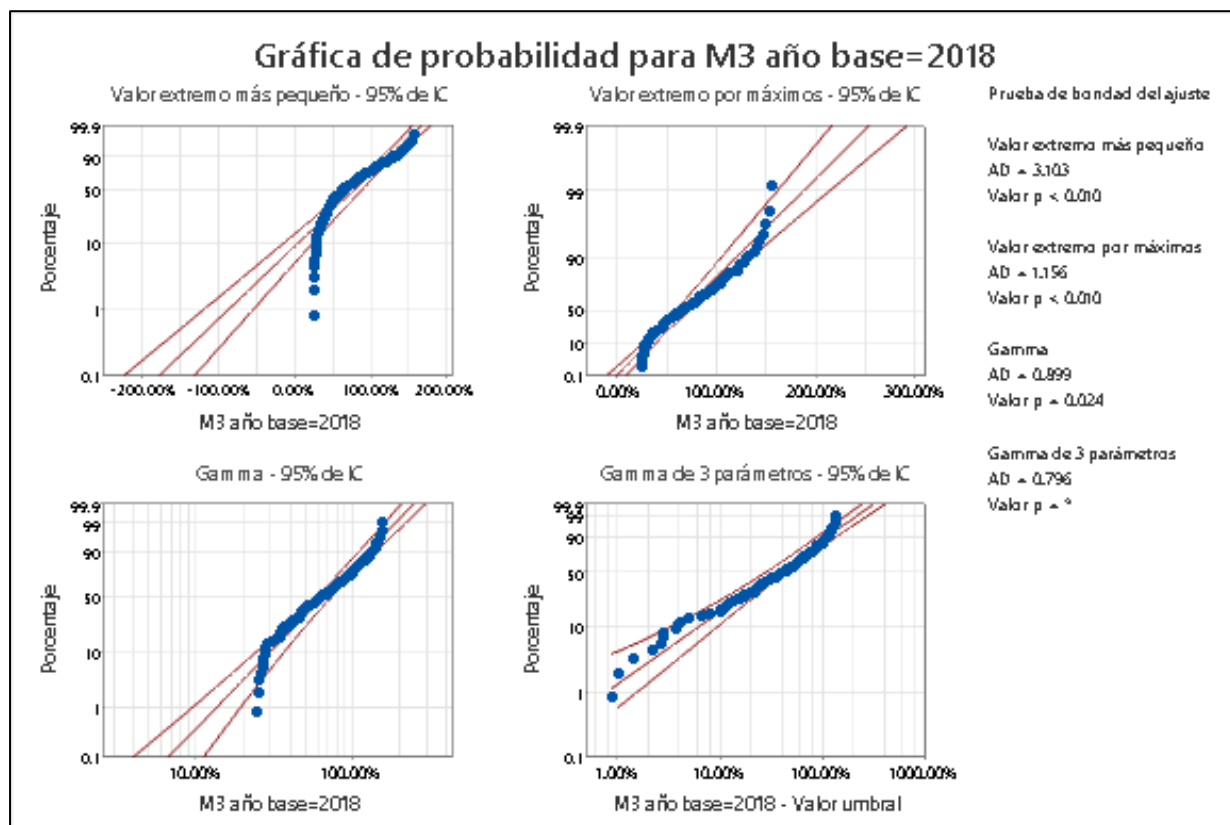 Gráfica de probabilidad para M3 año base=2018
Valor extremo más pequeño - 95% de IC
99.9
90
50
10
1
0.1
Porcentaje
-200.00%
-100.00%
0.00%
100.00%
200.00%
M3 año base=2018
Valor extremo por máximos - 95% de IC
99.9
99
90
50
10
0.1
Porcentaje
0.00%
100.00%
200.00%
300.00%
M3 año base=2018
Prueba de bondad del ajuste
Valor extremo más pequeño
AD = 3.103
Valor p < 0.010
Valor extremo por máximos
AD = 1.156
Valor p < 0.010
Gamma
AD = 0.899
Valor p = 0.024
Gamma de 3 parámetros
AD = 0.796
Valor p = *
Gamma - 95% de IC
99.9
99
90
50
10
1
0.1
Porcentaje
10.00%
100.00%
M3 año base=2018
Gamma de 3 parámetros - 95% de IC
99.9
99
90
50
10
1
0.1
Porcentaje
1.00%
10.00%
100.00%
1000.00%
M3 año base=2018 - Valor umbral